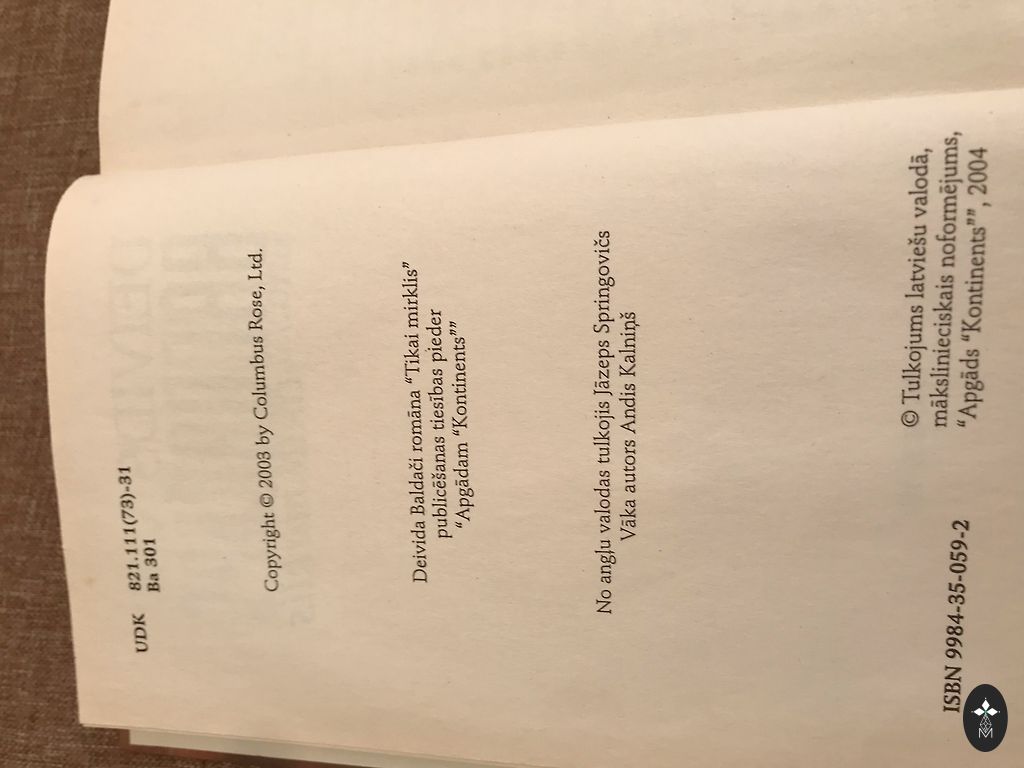 UDK 821.111(73)-31
Ba 301
Copyright © 2003 by Columbus Rose, Ltd.
Deivida Baldači romāna “Tikai mirklis”
publicēšanas tiesības pieder
“Apgādam “Kontinents””
No angļu valodas tulkojis Jāzeps Springovičs
Vāka autors Andis Kalniņš
© Tulkojums latviešu valodā,
mākslinieciskais noformējums,
“Apgāds “Kontinents””, 2004
ISBN 9984-35-059-2
M